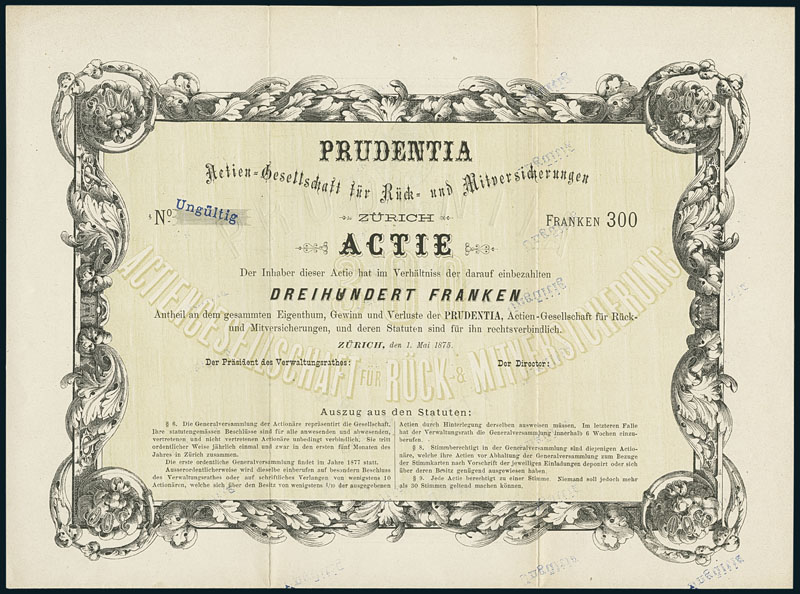 300
300
PRUDENTIA
Actien-Gesellschaft für Rück- und Mitversicherungen
Nº Ungültig
ZÜRICH
FRANKEN 300
ACTIE
Der Inhaber dieser Actie hat im Verhältniss der darauf einbezahlten
DREIHUNDERT FRANKEN
Antheil an dem gesammten Eigenthum, Gewinn und Verluste der PRUDENTIA, Actien-Gesellschaft für Rück-
und Mitversicherungen, und deren Statuten sind für ihn rechtsverbindlich.
ZÜRICH, den 1. Mai 1875.
Der Präsident des Verwaltungsrathes:
Der Director:
ACTIENGESELLSCHAFT FÜR RÜCK- & MITVERSICHERUNG
Auszug aus den Statuten:
§ 6. Die Generalversammlung der Actionäre repräsentirt die Gesellschaft,
Ihre statutengemässen Beschlüsse sind für alle anwesenden und abwesenden,
vertretenen und nicht vertretenen Actionäre unbedingt verbindlich. Sie tritt
ordentlicher Weise jährlich einmal und zwar in den ersten fünf Monaten des
Jahres in Zürich zusammen.
Die erste ordentliche Generalversammlung findet im Jahre 1877 statt.
Ausserordentlicherweise wird dieselbe einberufen auf besondern Beschluss
des Verwaltungsrathes oder auf schriftliches Verlangen von wenigstens 10
Actionären, welche sich über den Besitz von wenigstens 1/10 der ausgegebenen
Actien durch Hinterlegung derselben ausweisen müssen. Im letzteren Falle
hat der Verwaltungsrath die Generalversammlung innerhalb 6 Wochen einzu-
berufen.
§ 8. Stimmberechtigt in der Generalversammlung sind diejenigen Actio-
näre, welche ihre Actien vor Abhaltung der Generalversammlung zum Bezuge
der Stimmkarten nach Vorschrift der jeweiligen Einladungen deponirt oder sich
über deren Besitz genügend ausgewiesen haben.
§ 9. Jede Actie berechtigt zu einer Stimme. Niemand soll jedoch mehr
als 30 Stimmen geltend machen können.
300
300